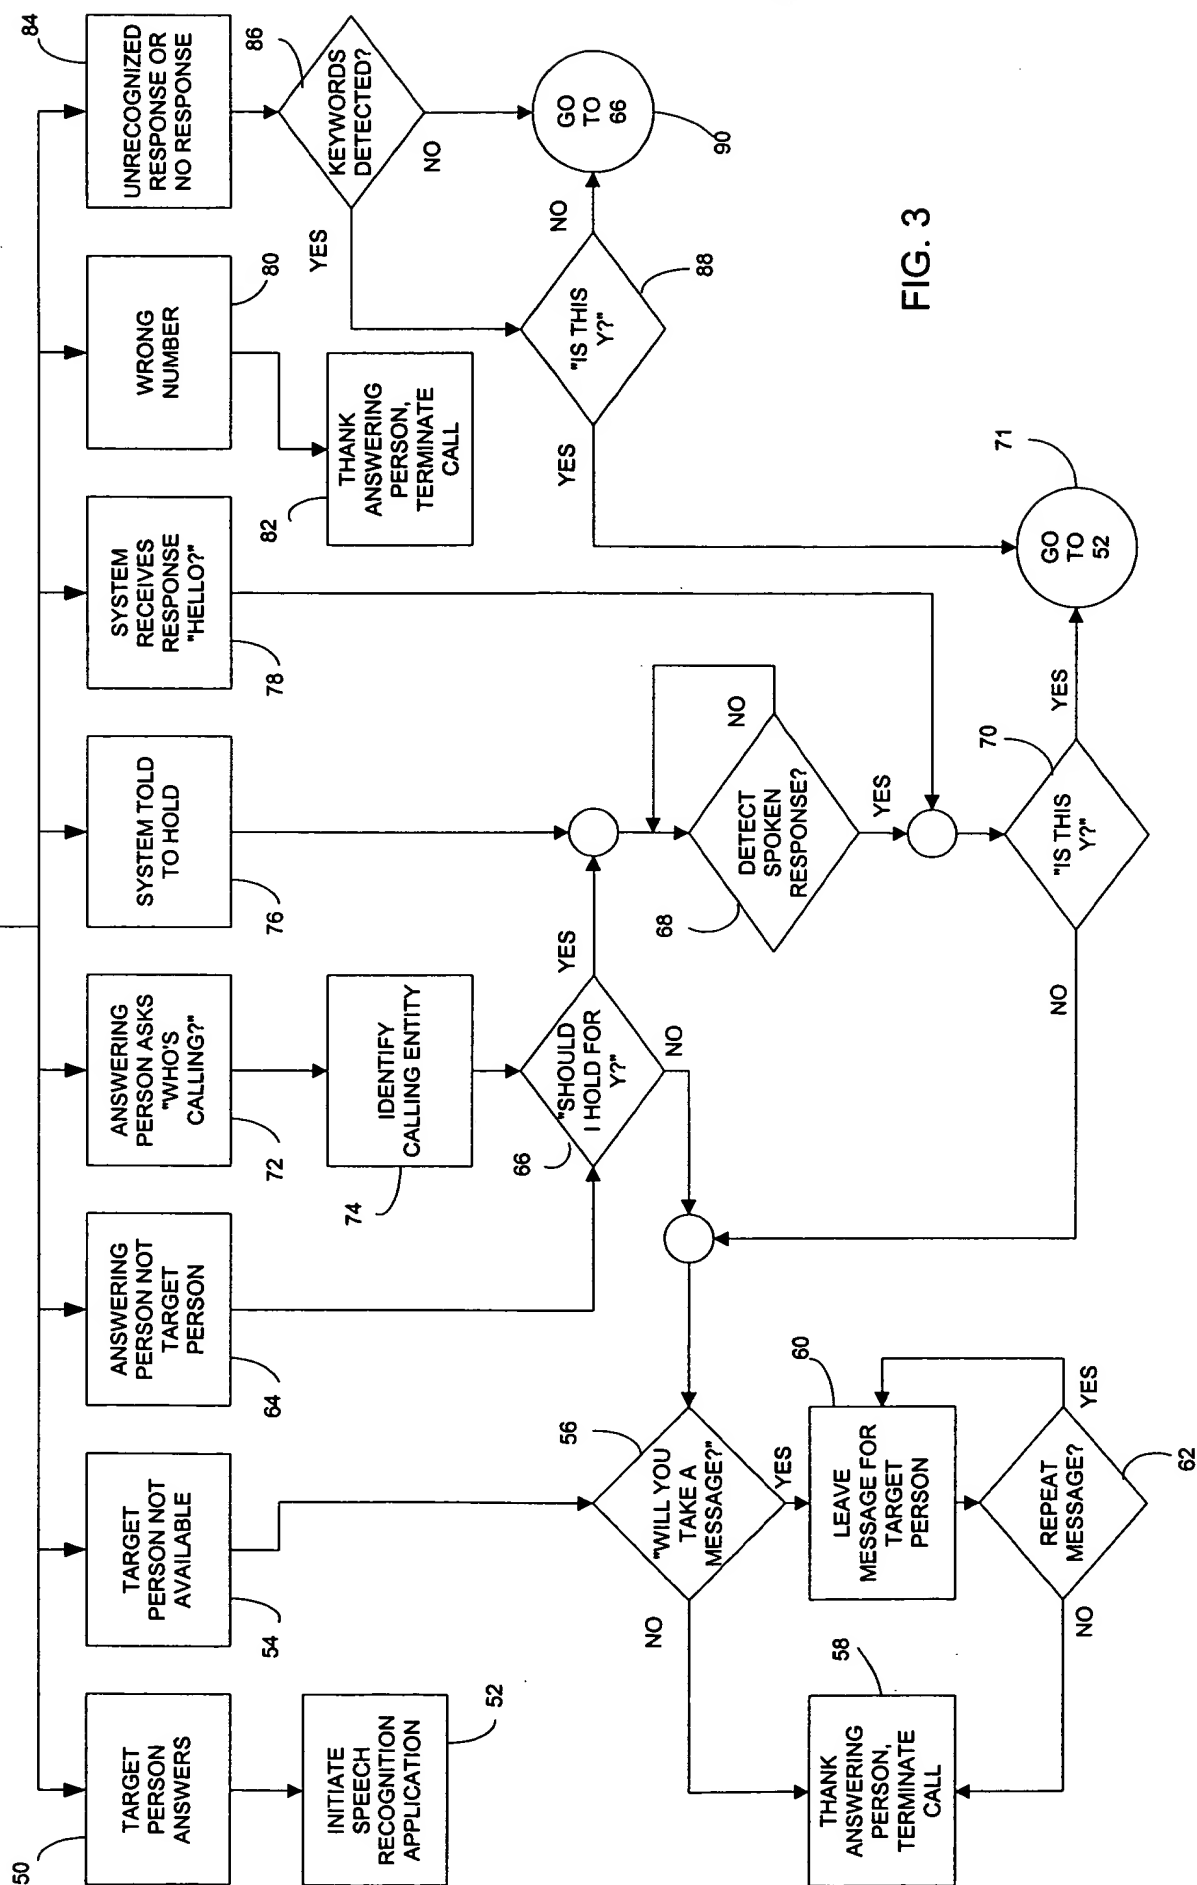 50
TARGET
PERSON
ANSWERS
INITIATE
SPEECH
RECOGNITION
APPLICATION
52
TARGET
PERSON NOT
AVAILABLE
54
"WILL YOU
TAKE A
MESSAGE?"
56
NO
YES
THANK
ANSWERING
PERSON,
TERMINATE
CALL
58
LEAVE
MESSAGE FOR
TARGET
PERSON
60
REPEAT
MESSAGE?
62
NO
YES
ANSWERING
PERSON NOT
TARGET
PERSON
64
ANSWERING
PERSON ASKS
"WHO'S
CALLING?"
72
IDENTIFY
CALLING ENTITY
74
"SHOULD
I HOLD FOR
Y?"
66
YES
NO
SYSTEM TOLD
TO HOLD
76
DETECT
SPOKEN
RESPONSE?
68
NO
YES
"IS THIS
Y?"
70
NO
YES
GO
TO
52
71
SYSTEM
RECEIVES
RESPONSE
"HELLO?"
78
WRONG
NUMBER
80
THANK
ANSWERING
PERSON,
TERMINATE
CALL
82
UNRECOGNIZED
RESPONSE OR
NO RESPONSE
84
KEYWORDS
DETECTED?
86
YES
NO
"IS THIS
Y?"
88
YES
NO
GO
TO
66
90
FIG. 3